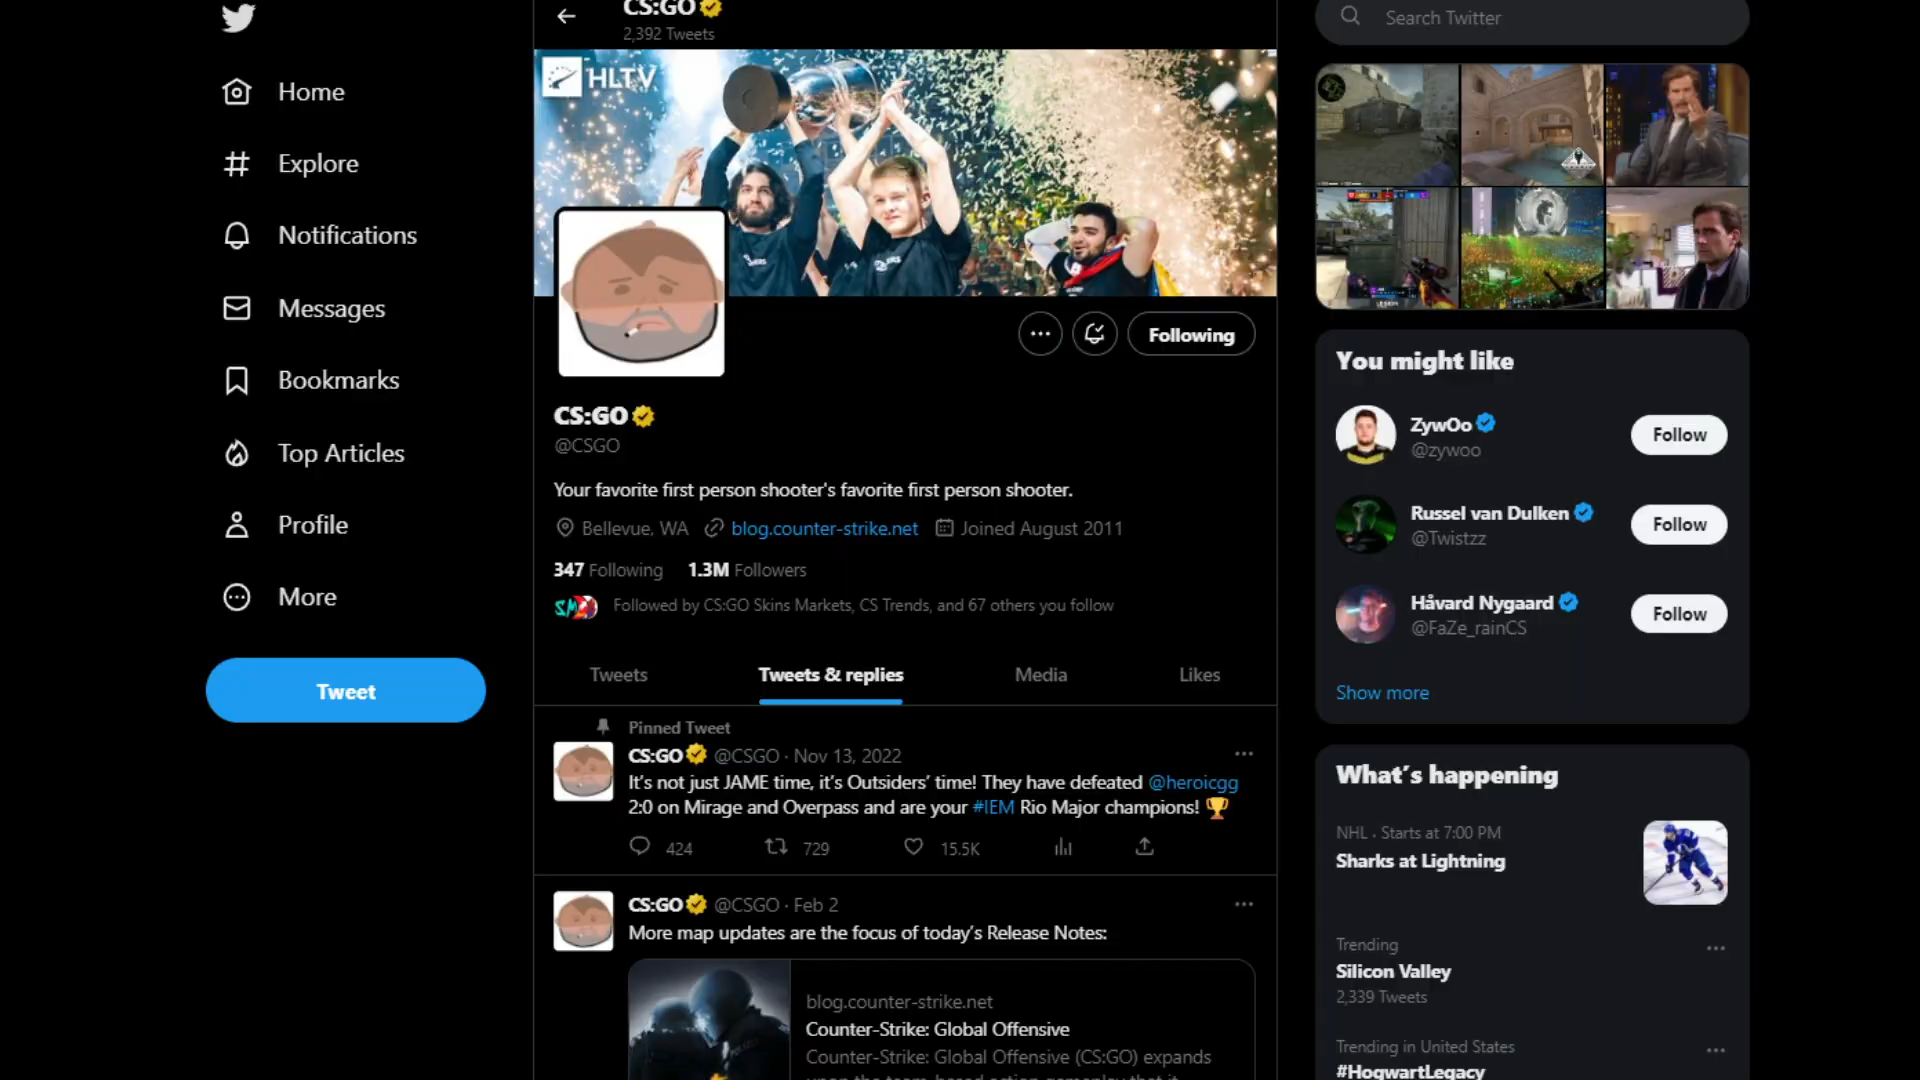 CS:GO
2,392 Tweets
Home
Explore
Notifications
Messages
Bookmarks
Top Articles
Profile
More
Tweet
HLTV
Following
CS:GO
@CSGO
Your favorite first person shooter's favorite first person shooter.
Bellevue, WA blog.counter-strike.net Joined August 2011
347 Following 1.3M Followers
Followed by CS:GO Skins Markets, CS Trends, and 67 others you follow
Tweets Tweets & replies Media Likes
Pinned Tweet
CS:GO @CSGO · Nov 13, 2022
It's not just JAME time, it's Outsiders' time! They have defeated @heroicgg
2:0 on Mirage and Overpass and are your #IEM Rio Major champions! 🏆
424 729 15.5K
CS:GO @CSGO · Feb 2
More map updates are the focus of today's Release Notes:
blog.counter-strike.net
Counter-Strike: Global Offensive
Counter-Strike: Global Offensive (CS:GO) expands
upon the team-based action gameplay that it
Search Twitter
You might like
ZywOo
@zywoo
Follow
Russel van Dulken
@Twistzz
Follow
Håvard Nygaard
@FaZe_rainCS
Follow
Show more
What's happening
NHL · Starts at 7:00 PM
Sharks at Lightning
Trending
Silicon Valley
2,339 Tweets
Trending in United States
#HogwartLegacy